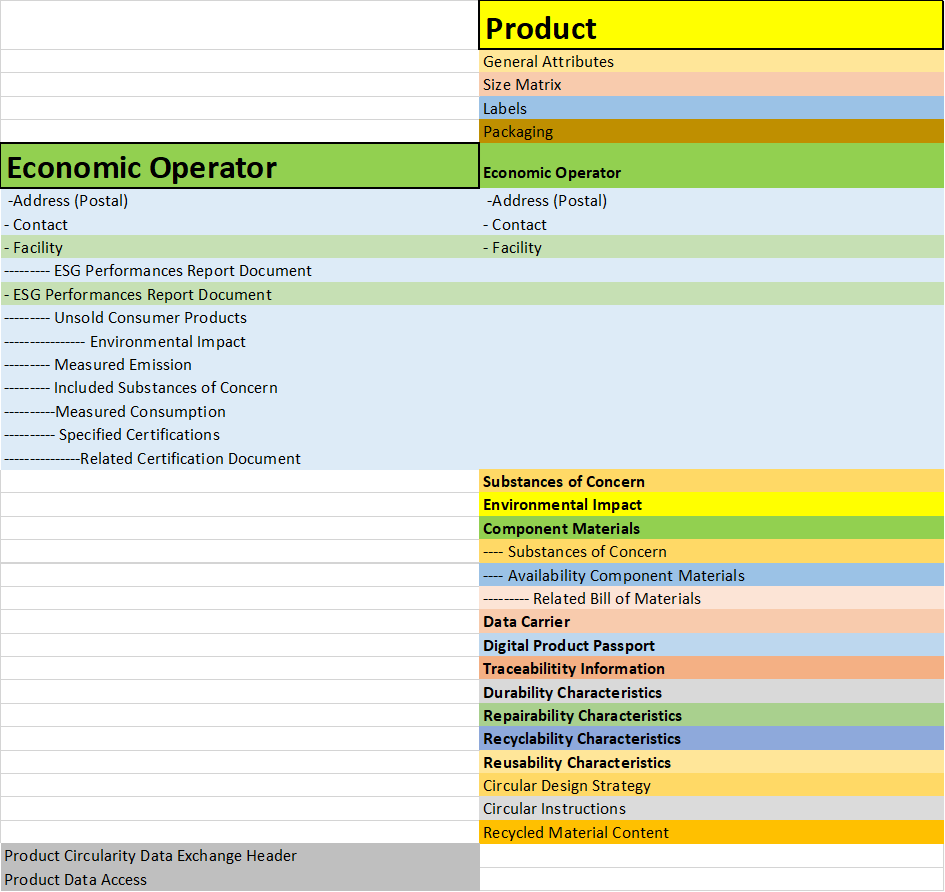 Product
General Attributes
Size Matrix
Labels
Packaging
Economic Operator
Economic Operator
-Address (Postal)
-Address (Postal)
- Contact
- Contact
- Facility
- Facility
--------- ESG Performances Report Document
- ESG Performances Report Document
--------- Unsold Consumer Products
---------------- Environmental Impact
--------- Measured Emission
--------- Included Substances of Concern
----------Measured Consumption
---------- Specified Certifications
---------------Related Certification Document
Substances of Concern
Environmental Impact
Component Materials
---- Substances of Concern
---- Availability Component Materials
--------- Related Bill of Materials
Data Carrier
Digital Product Passport
Traceabilitity Information
Durability Characteristics
Repairability Characteristics
Recyclability Characteristics
Reusability Characteristics
Circular Design Strategy
Circular Instructions
Recycled Material Content
Product Circularity Data Exchange Header
Product Data Access